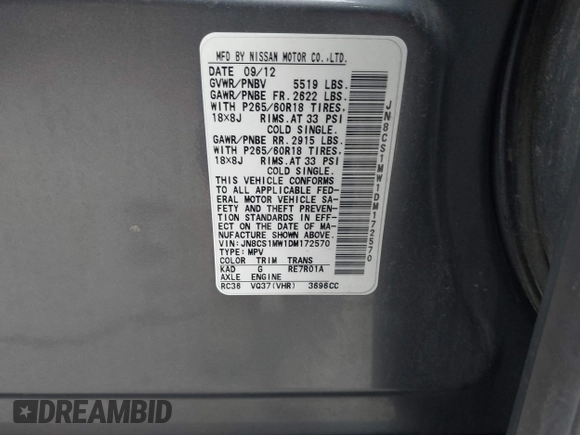 MFD BY NISSAN MOTOR CO.,LTD.
DATE 09/12
GVWR/PNBV 5519 LBS.
GAWR/PNBE FR. 2622 LBS.
WITH P265/60R18 TIRES.
18×8J RIMS. AT 33 PSI
COLD SINGLE.
GAWR/PNBE RR. 2915 LBS.
WITH P265/60R18 TIRES.
18×8J RIMS. AT 33 PSI
COLD SINGLE.
THIS VEHICLE CONFORMS
TO ALL APPLICABLE FED-
ERAL MOTOR VEHICLE SA-
FETY AND THEFT PREVEN-
TION STANDARDS IN EFF-
ECT ON THE DATE OF MA-
NUFACTURE SHOWN ABOVE.
VIN: JN8CS1MW1DM172570
TYPE: MPV
COLOR TRIM TRANS
KAD G RE7R01A
AXLE ENGINE
RC36 VQ37(VHR) 3696CC
JN8CS1MW1DM172570
DREAMBID